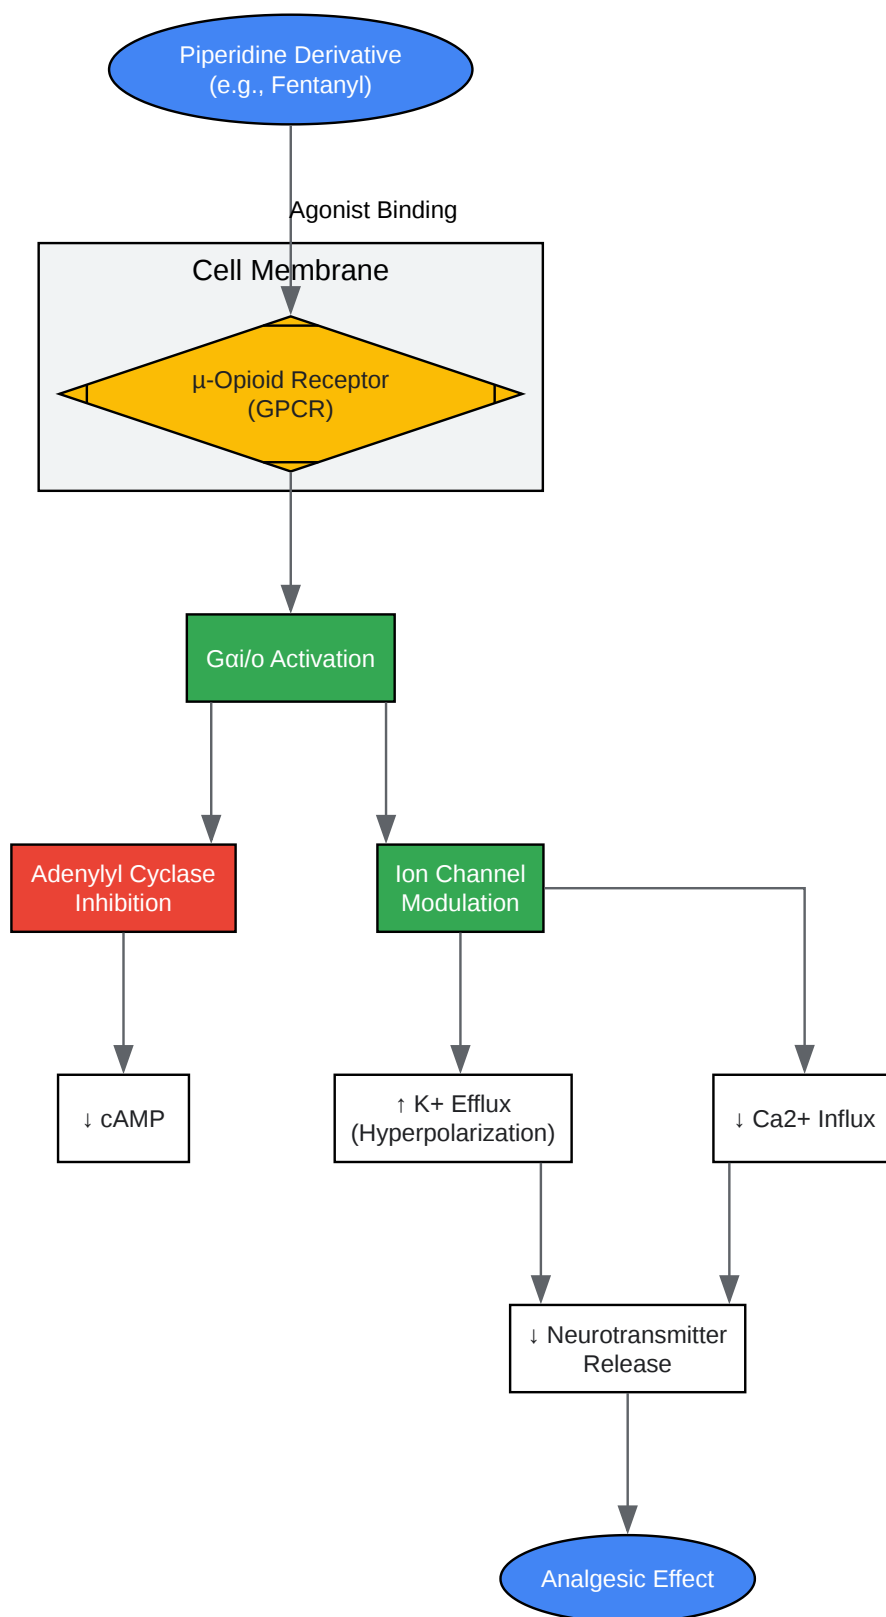 Piperidine Derivative
(e.g., Fentanyl)
Agonist Binding
Cell Membrane
µ-Opioid Receptor
(GPCR)
Gαi/o Activation
Adenylyl Cyclase
Inhibition
Ion Channel
Modulation
↓ cAMP
↑ K+ Efflux
(Hyperpolarization)
↓ Ca2+ Influx
↓ Neurotransmitter
Release
Analgesic Effect